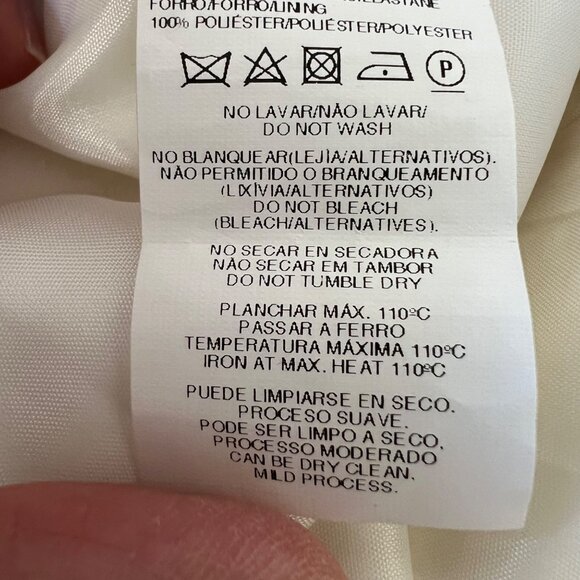 FORRO/FORRO/LINING
100% POLIÉSTER/POLIÉSTER/POLYESTER
P
NO LAVAR/NÃO LAVAR/
DO NOT WASH
NO BLANQUEAR(LEJÌA/ALTERNATIVOS).
NÃO PERMITIDO O BRANQUEAMENTO
(LIXÌVIA/ALTERNATIVOS)
DO NOT BLEACH
(BLEACH/ALTERNATIVES).
NO SECAR EN SECADORA
NÃO SECAR EM TAMBOR
DO NOT TUMBLE DRY
PLANCHAR MÁX. 110ºC
PASSAR A FERRO
TEMPERATURA MÁXIMA 110ºC
IRON AT MAX. HEAT 110ºC
PUEDE LIMPIARSE EN SECO.
PROCESO SUAVE.
PODE SER LIMPO A SECO.
PROCESSO MODERADO
CAN BE DRY CLEAN.
MILD PROCESS.